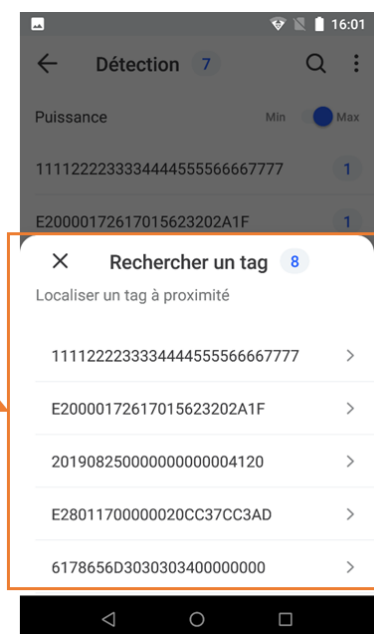 16:01
Détection 7
Puissance Min Max
1111222233334444555566667777 1
E20000172617015623202A1F 1
Rechercher un tag 8
Localiser un tag à proximité
1111222233334444555566667777
E20000172617015623202A1F
201908250000000000004120
E28011700000020CC37CC3AD
6178656D3030303400000000